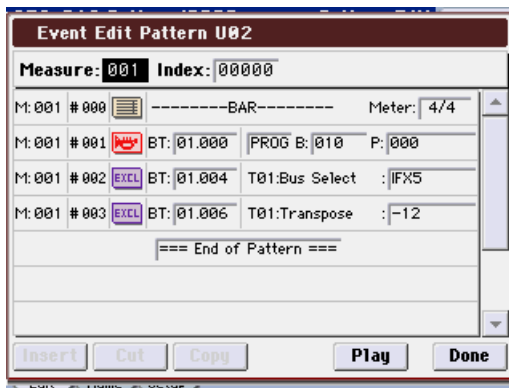 Event Edit Pattern U02
Measure: 001 Index: 00000
M: 001 #000 --------BAR-------- Meter: 4/4
M: 001 #001 BT: 01.000 PROG B: 010 P: 000
M: 001 #002 EXCL BT: 01.004 T01:Bus Select :IFX5
M: 001 #003 EXCL BT: 01.006 T01:Transpose :-12
=== End of Pattern ===
Insert Cut Copy Play Done